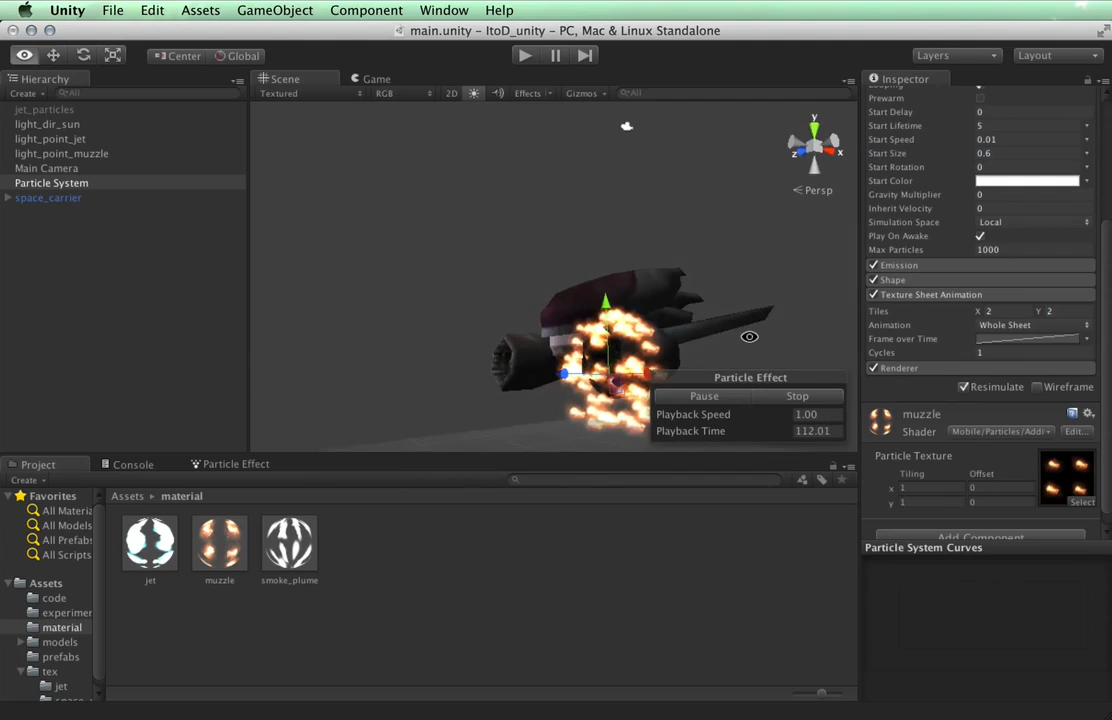 Unity File Edit Assets GameObject Component Window Help
main.unity - ItoD_unity - PC, Mac & Linux Standalone
Center Global Layers Layout
Hierarchy
Create All
jet_particles
light_dir_sun
light_point_jet
light_point_muzzle
Main Camera
Particle System
space_carrier
Scene Game
Textured RGB 2D Effects Gizmos All
y
z x
Persp
Particle Effect
Pause Stop
Playback Speed 1.00
Playback Time 112.01
Inspector
Prewarm
Start Delay 0
Start Lifetime 5
Start Speed 0.01
Start Size 0.6
Start Rotation 0
Start Color
Gravity Multiplier 0
Inherit Velocity 0
Simulation Space Local
Play On Awake
Max Particles 1000
Emission
Shape
Texture Sheet Animation
Tiles X 2 Y 2
Animation Whole Sheet
Frame over Time
Cycles 1
Renderer
Resimulate Wireframe
muzzle
Shader Mobile/Particles/Addi Edit...
Particle Texture
Tiling Offset
x 1 0
y 1 0
Select
Add Component
Particle System Curves
Project Console Particle Effect
Create
Favorites
All Materia
All Models
All Prefabs
All Scripts
Assets
code
experimer
material
models
prefabs
tex
jet
Assets material
jet muzzle smoke_plume